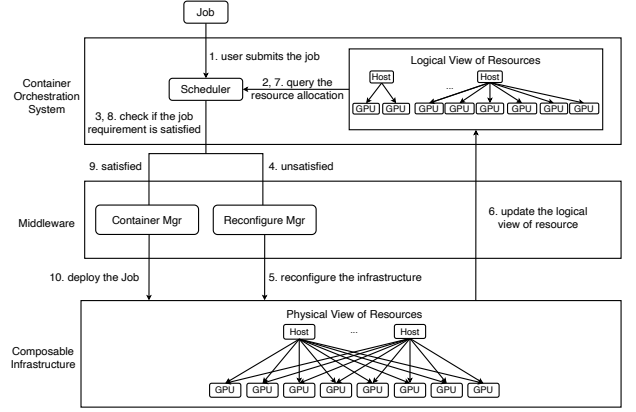 Job
1. user submits the job
Container
Orchestration
System
Scheduler
2, 7. query the
resource allocation
Logical View of Resources
Host
...
Host
GPU GPU
GPU GPU GPU GPU GPU GPU
3, 8. check if the job
requirement is satisfied
9. satisfied
4. unsatisfied
Middleware
Container Mgr
Reconfigure Mgr
6. update the logical
view of resource
10. deploy the Job
5. reconfigure the infrastructure
Composable
Infrastructure
Physical View of Resources
Host
...
Host
GPU GPU GPU GPU GPU GPU GPU GPU